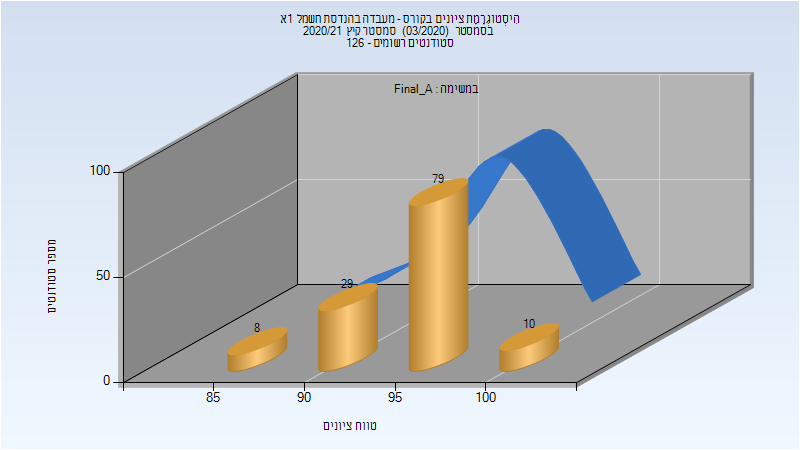 היסטוגרמת ציונים בקורס - מעבדה בהנדסת חשמל 1א
בסמסטר (03/2020) סמסטר קיץ 2020/21
סטודנטים רשומים - 126
במשימה : Final_A
100
50
0
מספר סטודנטים
8
29
79
10
85
90
95
100
טווח ציונים